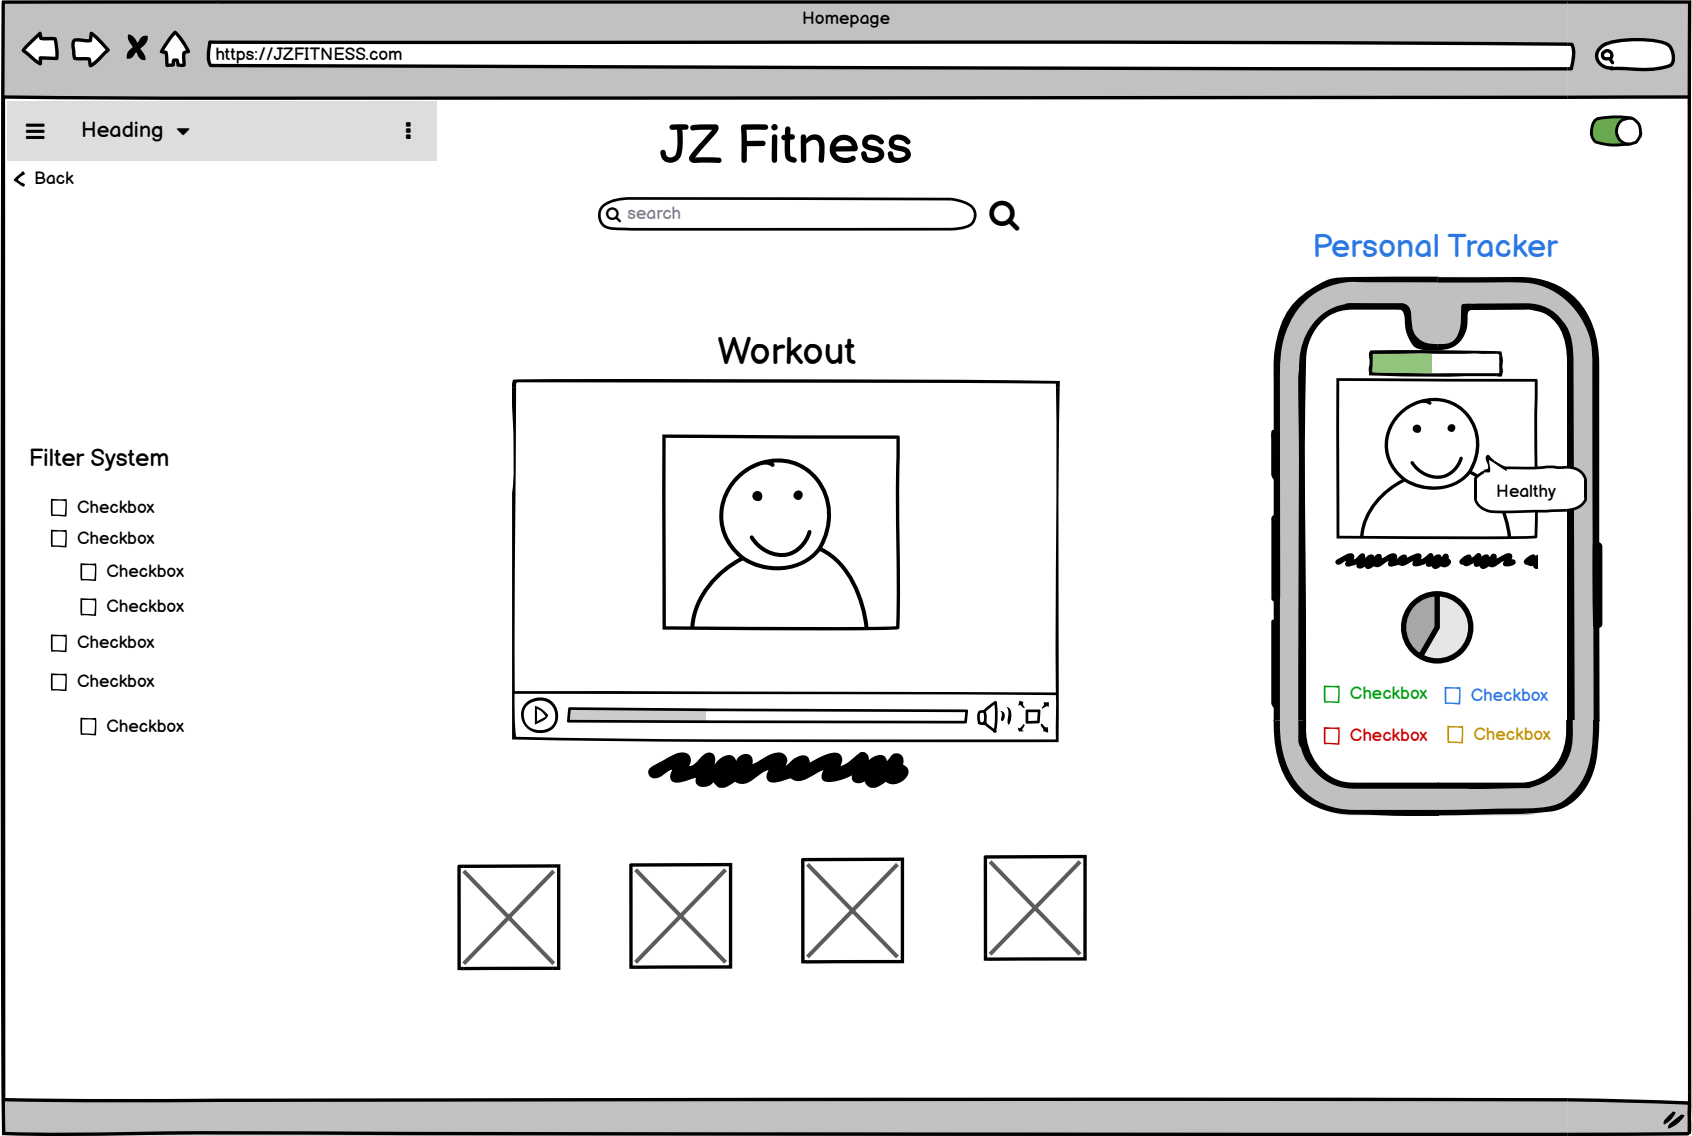 Homepage
https://JZFITNESS.com
Heading
JZ Fitness
Back
search
Personal Tracker
Workout
Healthy
Filter System
Checkbox
Checkbox
Checkbox
Checkbox
Checkbox
Checkbox
Checkbox
Checkbox
Checkbox
Checkbox
Checkbox